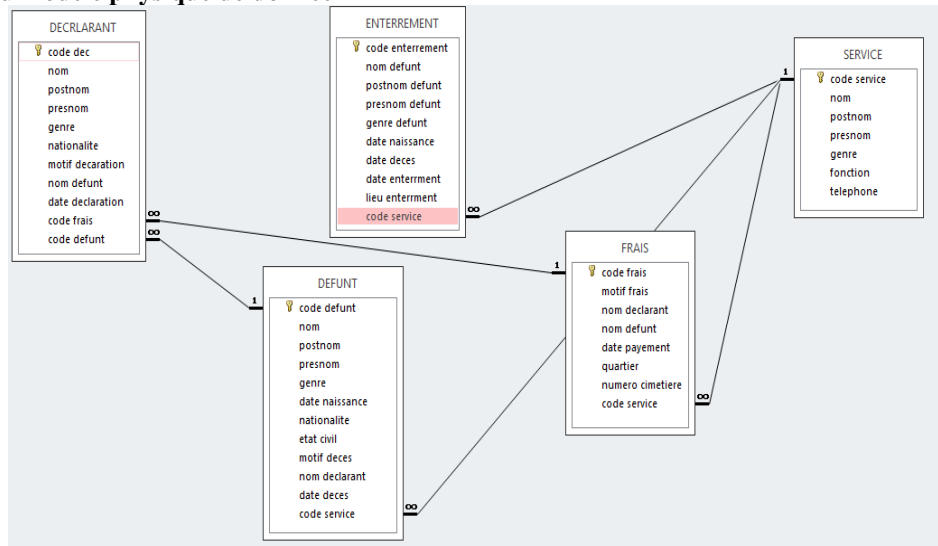 DECRLARANT
code dec
nom
postnom
presnom
genre
nationalite
motif decaration
nom defunt
date declaration
code frais
code defunt
ENTERREMENT
code enterrement
nom defunt
postnom defunt
presnom defunt
genre defunt
date naissance
date deces
date enterrment
lieu enterrment
code service
SERVICE
code service
nom
postnom
presnom
genre
fonction
telephone
DEFUNT
code defunt
nom
postnom
presnom
genre
date naissance
nationalite
etat civil
motif deces
nom declarant
date deces
code service
FRAIS
code frais
motif frais
nom declarant
nom defunt
date payement
quartier
numero cimetiere
code service
1
∞
∞
∞
1
1
∞
∞